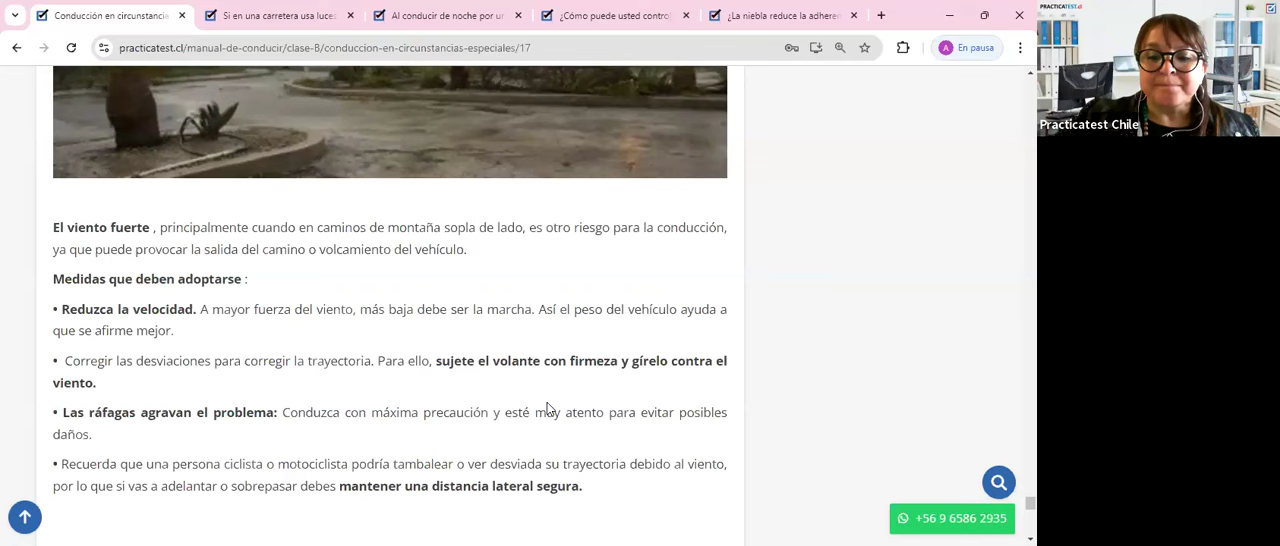 Conducción en circunstancia
Si en una carretera usa luces
Al conducir de noche por un
¿Cómo puede usted control
¿La niebla reduce la adheren
practicatest.cl/manual-de-conducir/clase-B/conduccion-en-circunstancias-especiales/17
A En pausa
PRACTICATEST.cl
Practicatest Chile
El viento fuerte , principalmente cuando en caminos de montaña sopla de lado, es otro riesgo para la conducción,
ya que puede provocar la salida del camino o volcamiento del vehículo.
Medidas que deben adoptarse :
• Reduzca la velocidad. A mayor fuerza del viento, más baja debe ser la marcha. Así el peso del vehículo ayuda a
que se afirme mejor.
• Corregir las desviaciones para corregir la trayectoria. Para ello, sujete el volante con firmeza y gírelo contra el
viento.
• Las ráfagas agravan el problema: Conduzca con máxima precaución y esté muy atento para evitar posibles
daños.
• Recuerda que una persona ciclista o motociclista podría tambalear o ver desviada su trayectoria debido al viento,
por lo que si vas a adelantar o sobrepasar debes mantener una distancia lateral segura.
+56 9 6586 2935